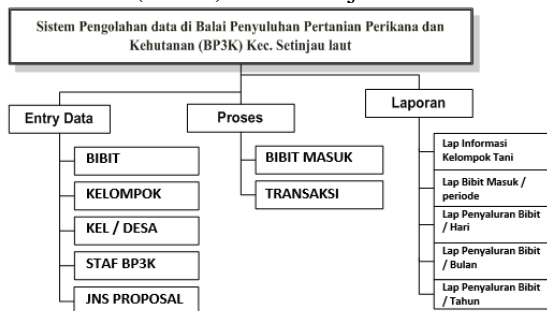 Sistem Pengolahan data di Balai Penyuluhan Pertanian Perikana dan
Kehutanan (BP3K) Kec. Setinjau laut
Entry Data
Proses
Laporan
BIBIT
KELOMPOK
KEL / DESA
STAF BP3K
JNS PROPOSAL
BIBIT MASUK
TRANSAKSI
Lap Informasi
Kelompok Tani
Lap Bibit Masuk /
periode
Lap Penyaluran Bibit
/ Hari
Lap Penyaluran Bibit
/ Bulan
Lap Penyaluran Bibit
/ Tahun